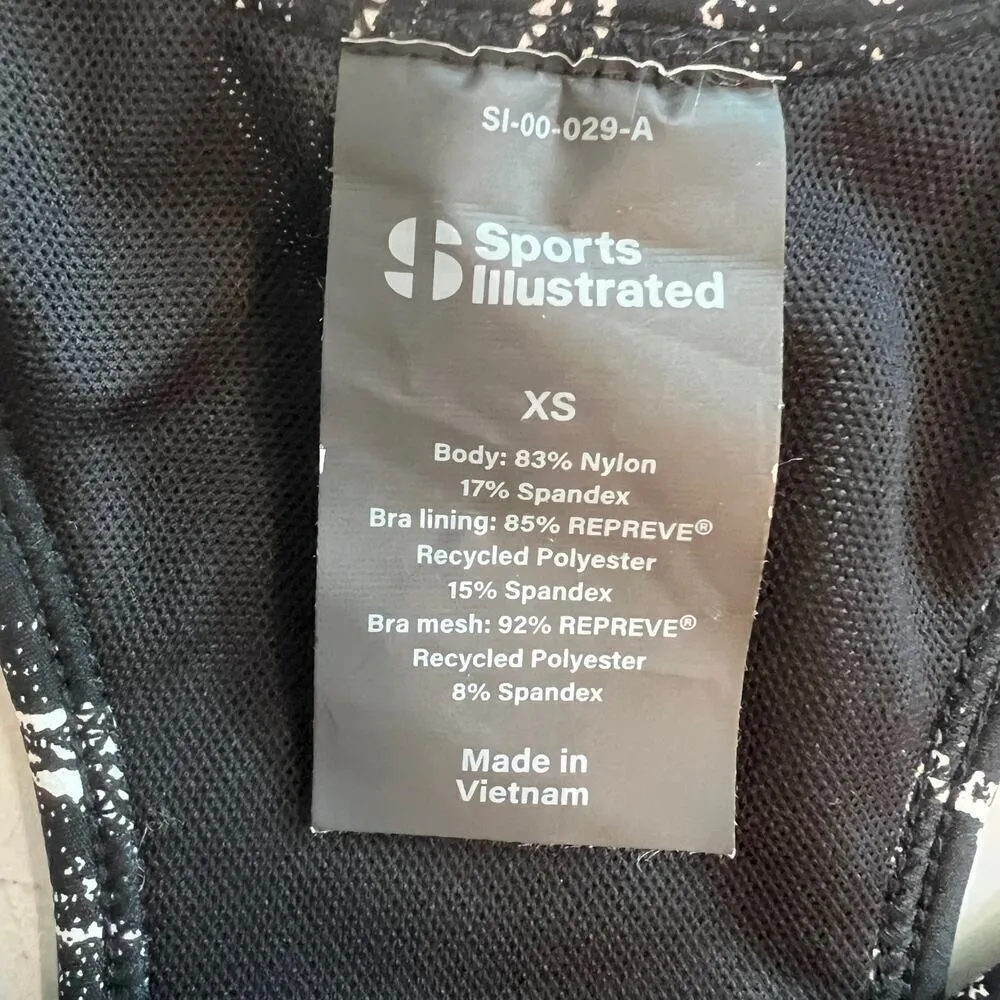 SI-00-029-A
Sports
Illustrated
XS
Body: 83% Nylon
17% Spandex
Bra lining: 85% REPREVE®
Recycled Polyester
15% Spandex
Bra mesh: 92% REPREVE®
Recycled Polyester
8% Spandex
Made in
Vietnam